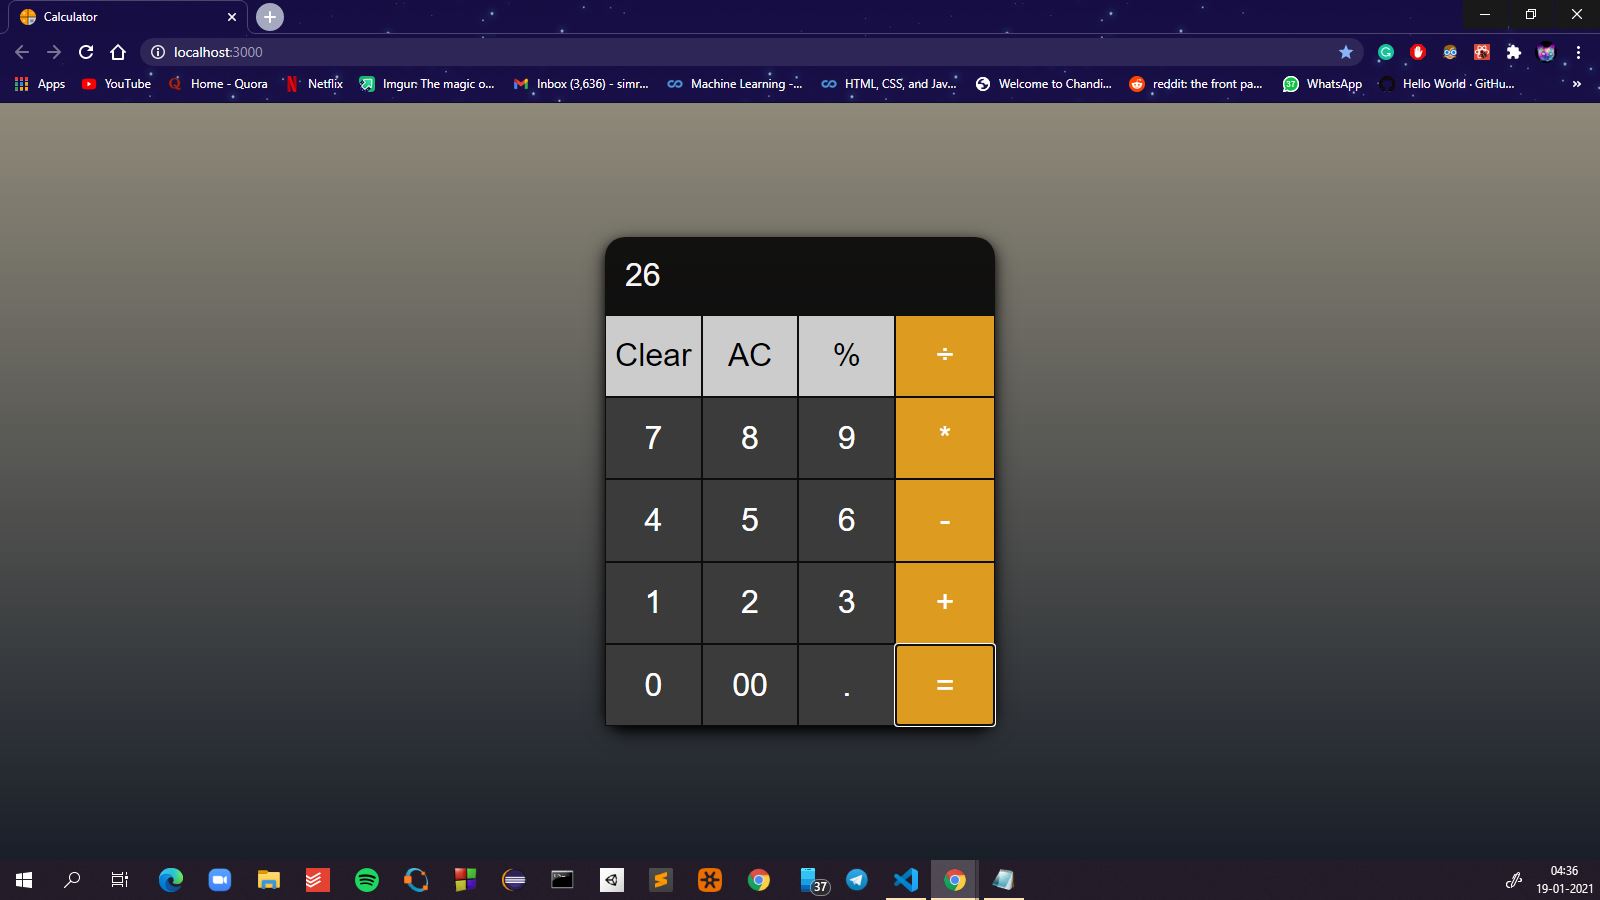 Calculator
localhost:3000
Apps YouTube Home - Quora Netflix Imgur: The magic o... Inbox (3,636) - simr... Machine Learning -... HTML, CSS, and Jav... Welcome to Chandi... reddit: the front pa... 37 WhatsApp Hello World · GitHu... »
26
Clear AC % ÷
7 8 9 *
4 5 6 -
1 2 3 +
0 00 . =
37
04:36
19-01-2021